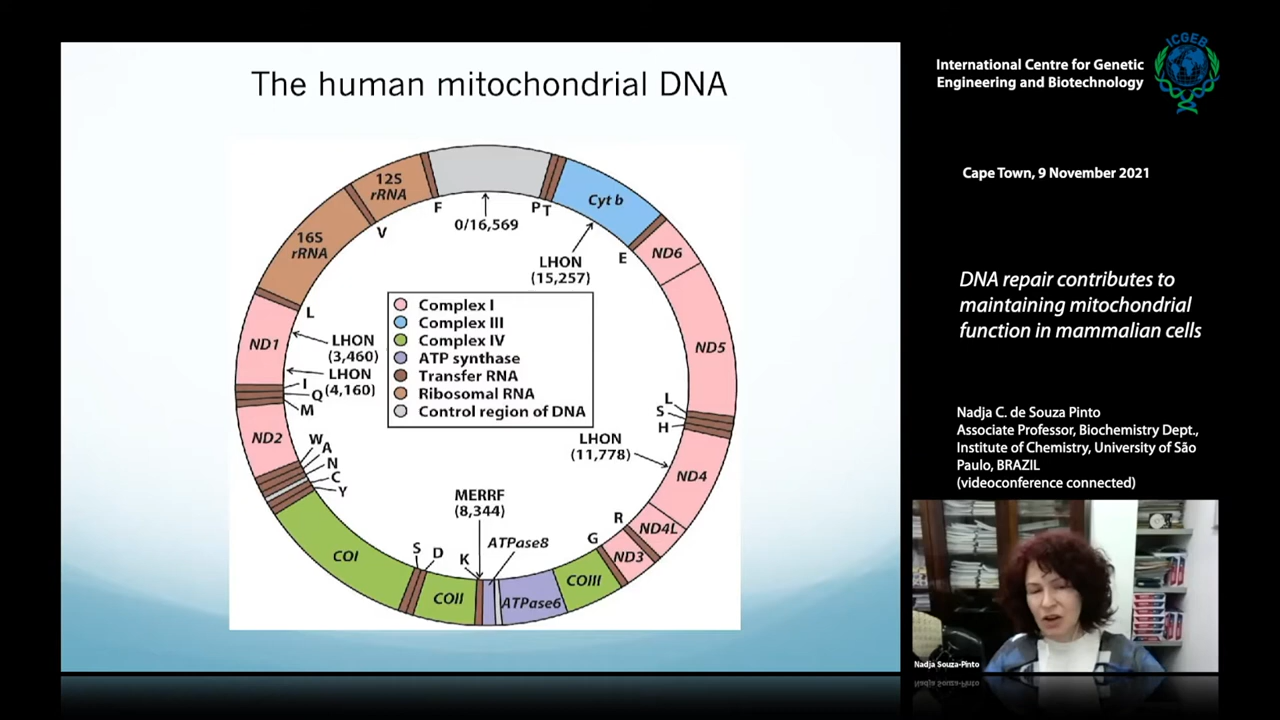 The human mitochondrial DNA
12S
rRNA
16S
rRNA
F
V
L
0/16,569
P
T
Cyt b
LHON
(15,257)
E
ND6
ND5
ND1
LHON
(3,460)
LHON
(4,160)
I
Q
M
ND2
W
A
N
C
Y
Complex I
Complex III
Complex IV
ATP synthase
Transfer RNA
Ribosomal RNA
Control region of DNA
L
S
H
LHON
(11,778)
ND4
ND4L
R
ND3
G
MERRF
(8,344)
ATPase8
COI
S
D
K
COII
ATPase6
COIII
ICGEB
International Centre for Genetic
Engineering and Biotechnology
Cape Town, 9 November 2021
DNA repair contributes to
maintaining mitochondrial
function in mammalian cells
Nadja C. de Souza Pinto
Associate Professor, Biochemistry Dept.,
Institute of Chemistry, University of São
Paulo, BRAZIL
(videoconference connected)
Nadja Souza-Pinto